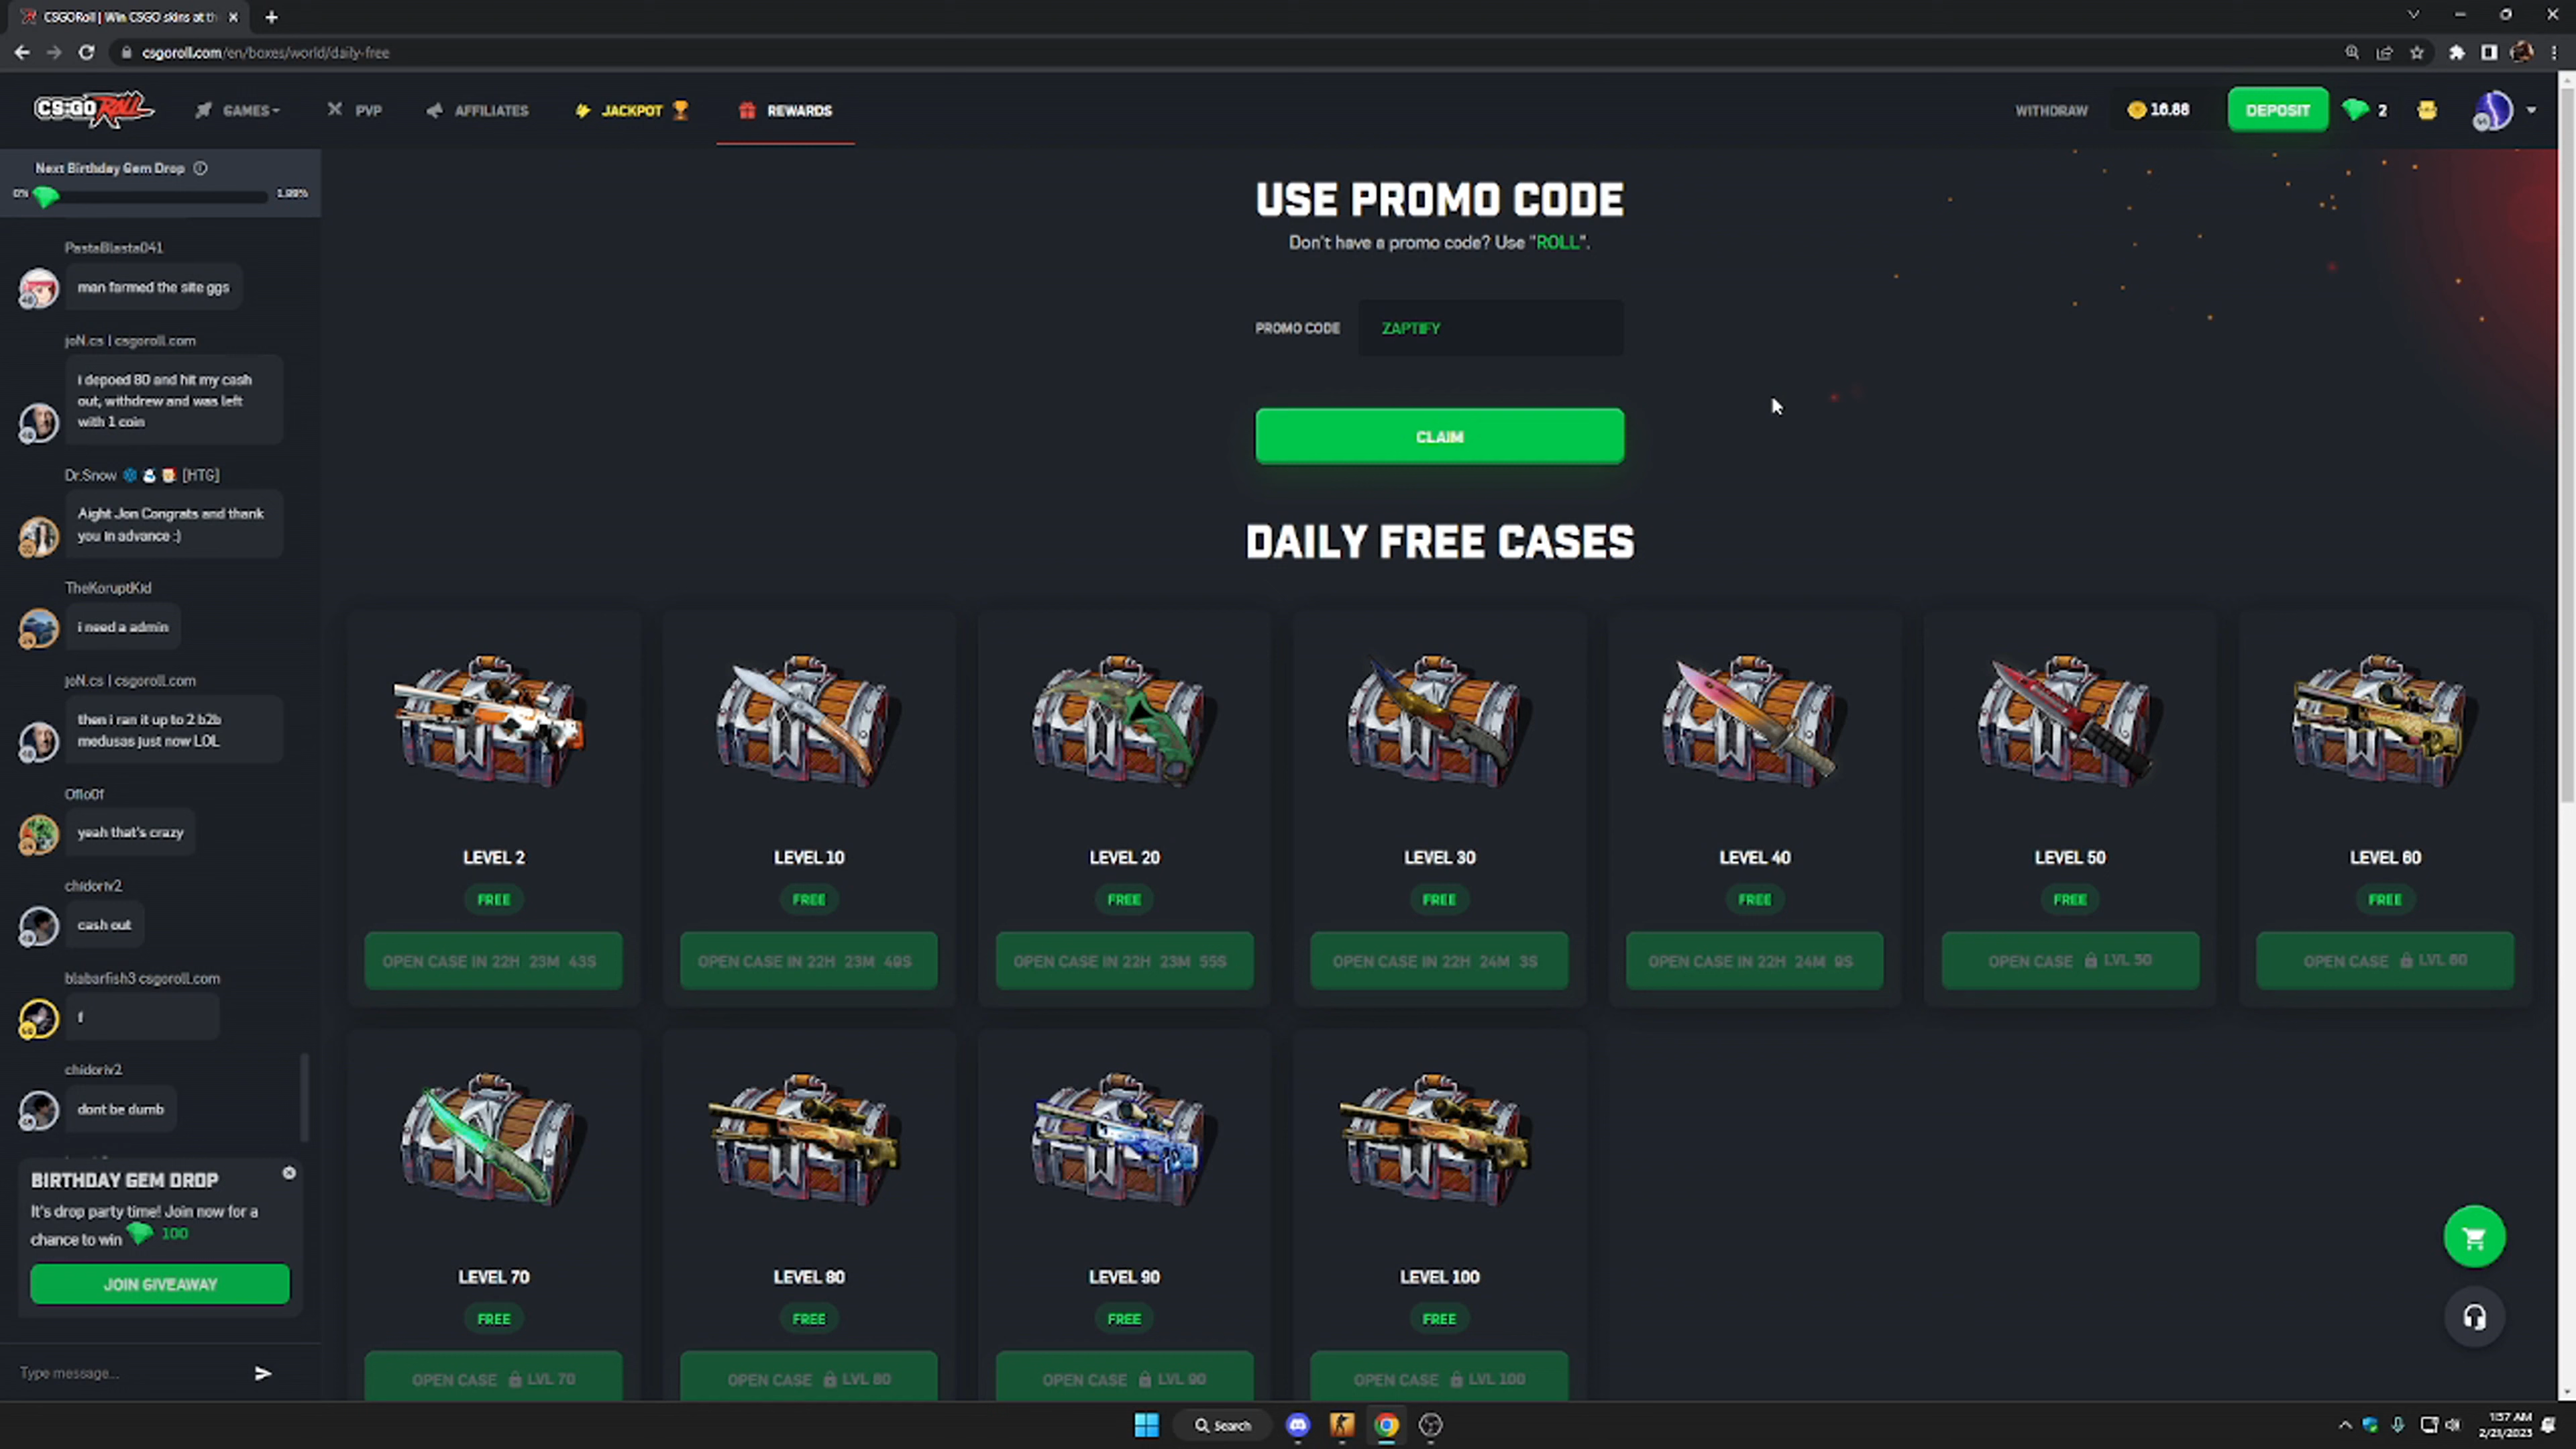 CSGORoll | Win CSGO skins at th
csgoroll.com/en/boxes/world/daily-free
CS:GO ROLL
GAMES
PVP
AFFILIATES
JACKPOT
REWARDS
WITHDRAW
16.88
DEPOSIT
2
Next Birthday Gem Drop
0%
1.99%
PastaBlasta041
man farmed the site ggs
joN.cs | csgoroll.com
i depoed 80 and hit my cash
out, withdrew and was left
with 1 coin
Dr.Snow [HTG]
Aight Jon Congrats and thank
you in advance :)
TheKoruptKid
i need a admin
joN.cs | csgoroll.com
then i ran it up to 2 b2b
medusas just now LOL
Oflo0f
yeah that's crazy
chidoriv2
cash out
blabarfish3 csgoroll.com
f
chidoriv2
dont be dumb
BIRTHDAY GEM DROP
It's drop party time! Join now for a
chance to win 100
JOIN GIVEAWAY
Type message...
USE PROMO CODE
Don't have a promo code? Use "ROLL".
PROMO CODE
ZAPTIFY
CLAIM
DAILY FREE CASES
LEVEL 2
FREE
OPEN CASE IN 22H 23M 43S
LEVEL 10
FREE
OPEN CASE IN 22H 23M 49S
LEVEL 20
FREE
OPEN CASE IN 22H 23M 55S
LEVEL 30
FREE
OPEN CASE IN 22H 24M 3S
LEVEL 40
FREE
OPEN CASE IN 22H 24M 9S
LEVEL 50
FREE
OPEN CASE LVL 50
LEVEL 60
FREE
OPEN CASE LVL 60
LEVEL 70
FREE
OPEN CASE LVL 70
LEVEL 80
FREE
OPEN CASE LVL 80
LEVEL 90
FREE
OPEN CASE LVL 90
LEVEL 100
FREE
OPEN CASE LVL 100
Search
1:57 AM